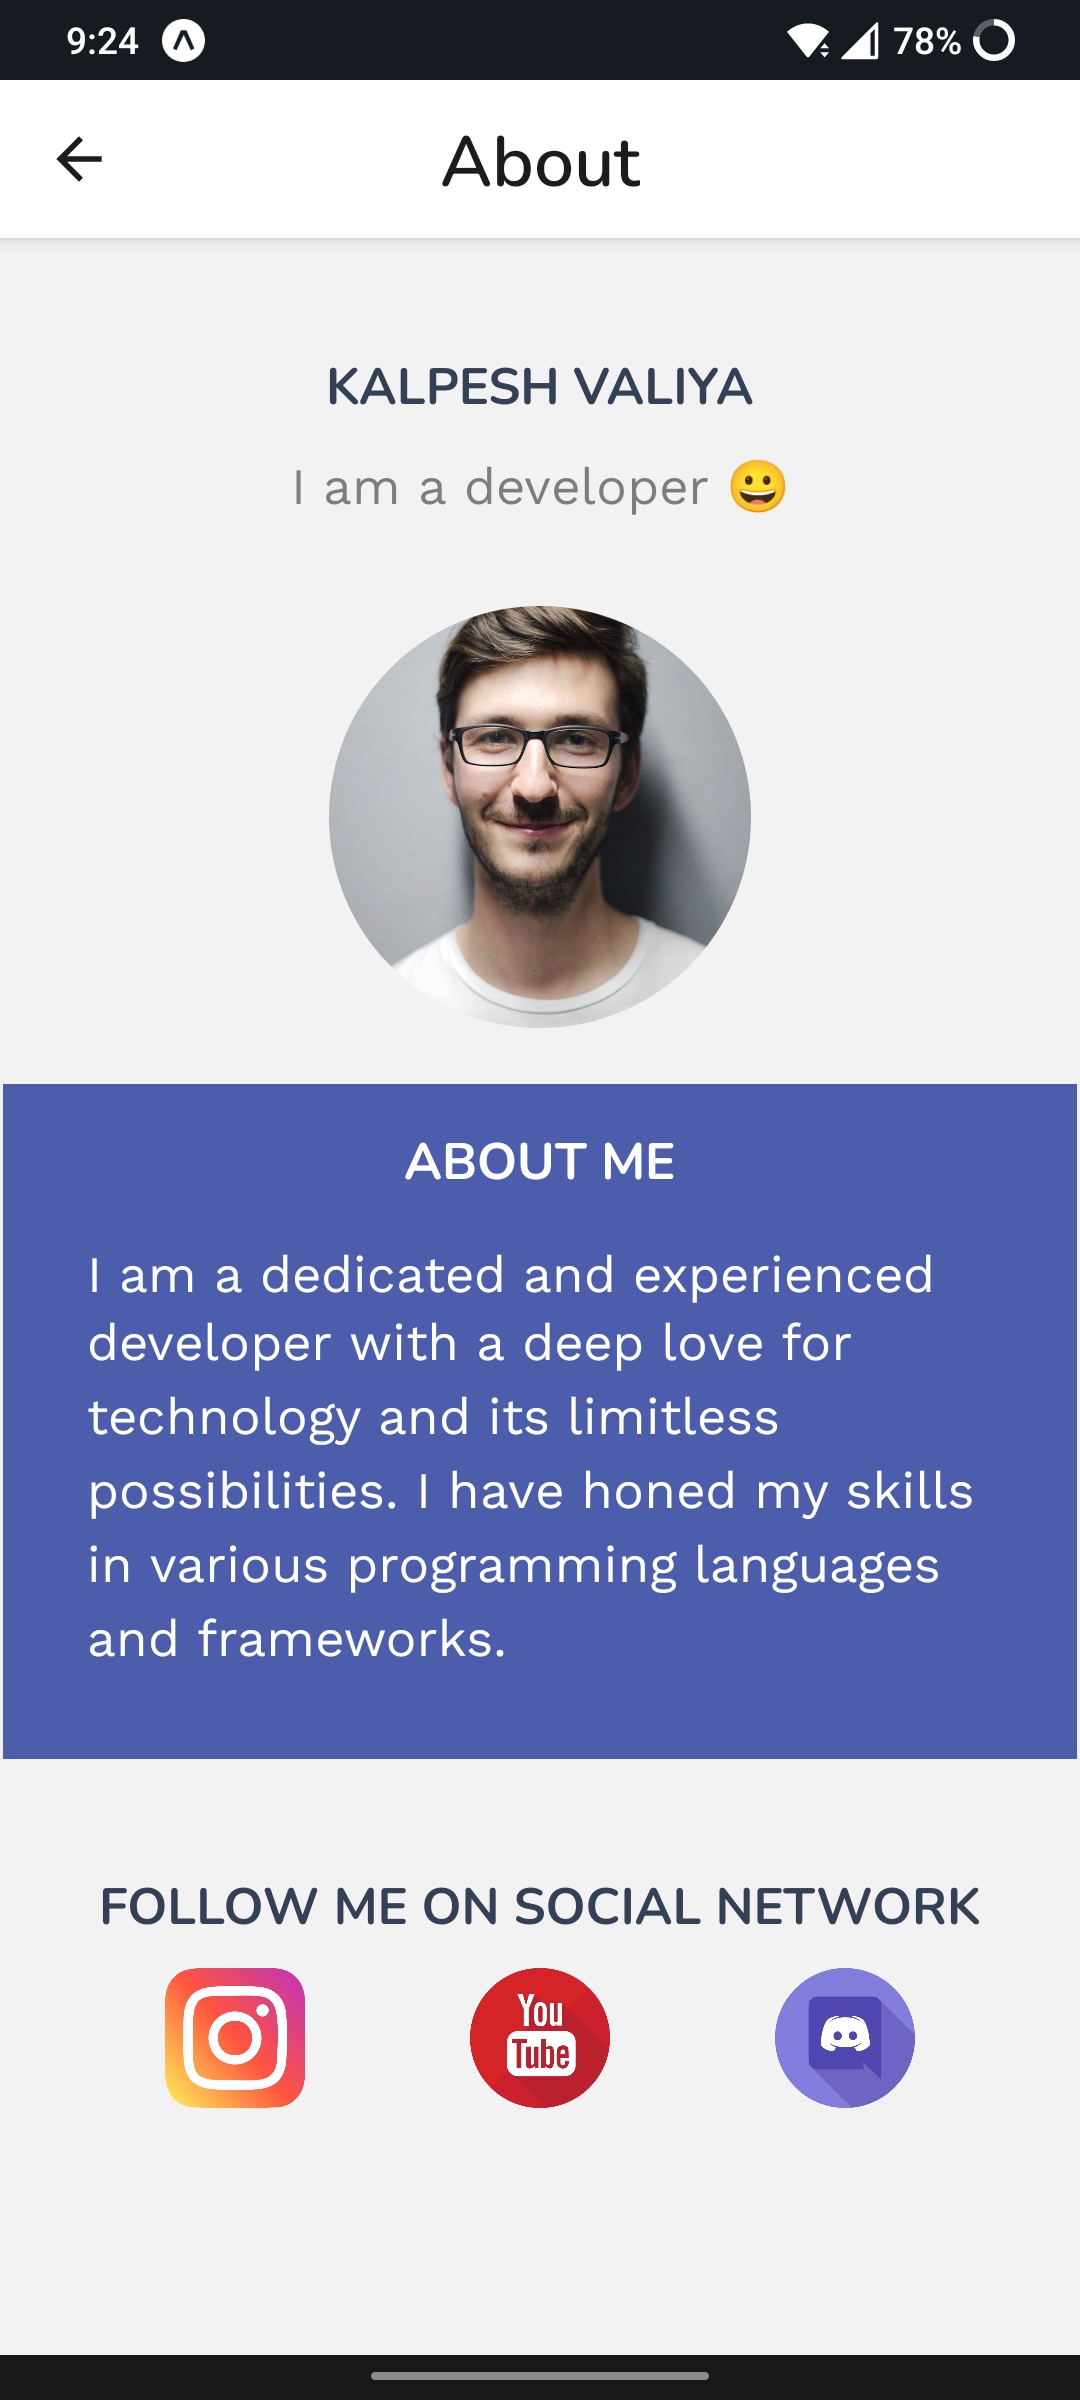 9:24
78%
About
KALPESH VALIYA
I am a developer 😀
ABOUT ME
I am a dedicated and experienced
developer with a deep love for
technology and its limitless
possibilities. I have honed my skills
in various programming languages
and frameworks.
FOLLOW ME ON SOCIAL NETWORK
You
Tube